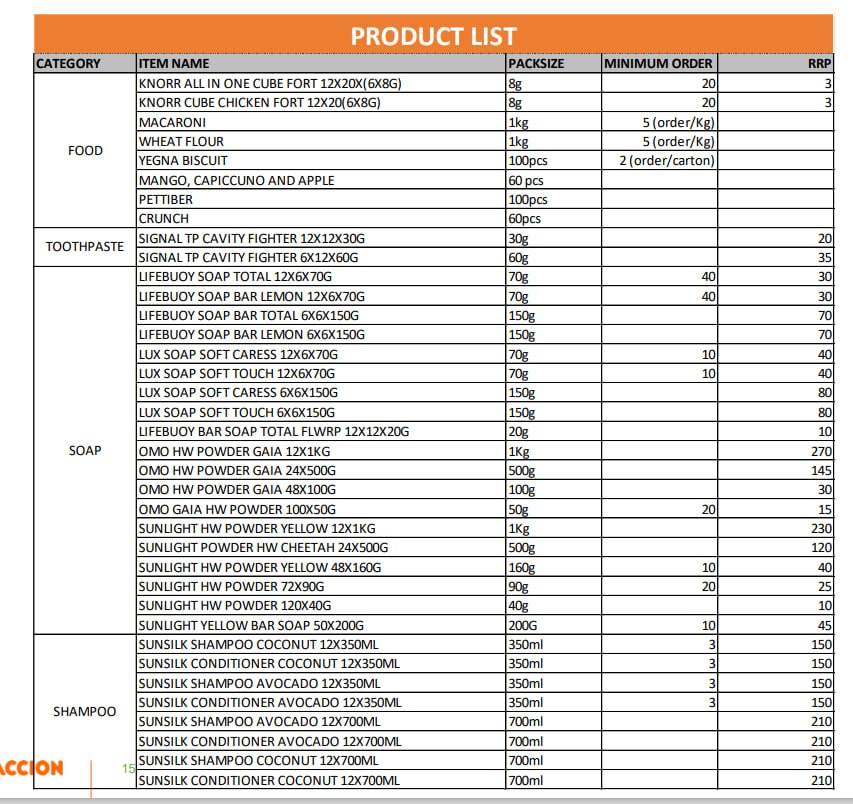 PRODUCT LIST
CATEGORY ITEM NAME PACKSIZE MINIMUM ORDER RRP
FOOD
KNORR ALL IN ONE CUBE FORT 12X20X(6X8G) 8g 20 3
KNORR CUBE CHICKEN FORT 12X20(6X8G) 8g 20 3
MACARONI 1kg 5 (order/Kg)
WHEAT FLOUR 1kg 5 (order/Kg)
YEGNA BISCUIT 100pcs 2 (order/carton)
MANGO, CAPICCUNO AND APPLE 60 pcs
PETTIBER 100pcs
CRUNCH 60pcs
TOOTHPASTE
SIGNAL TP CAVITY FIGHTER 12X12X30G 30g 20
SIGNAL TP CAVITY FIGHTER 6X12X60G 60g 35
SOAP
LIFEBUOY SOAP TOTAL 12X6X70G 70g 40 30
LIFEBUOY SOAP BAR LEMON 12X6X70G 70g 40 30
LIFEBUOY SOAP BAR TOTAL 6X6X150G 150g 70
LIFEBUOY SOAP BAR LEMON 6X6X150G 150g 70
LUX SOAP SOFT CARESS 12X6X70G 70g 10 40
LUX SOAP SOFT TOUCH 12X6X70G 70g 10 40
LUX SOAP SOFT CARESS 6X6X150G 150g 80
LUX SOAP SOFT TOUCH 6X6X150G 150g 80
LIFEBUOY BAR SOAP TOTAL FLWRP 12X12X20G 20g 10
OMO HW POWDER GAIA 12X1KG 1Kg 270
OMO HW POWDER GAIA 24X500G 500g 145
OMO HW POWDER GAIA 48X100G 100g 30
OMO GAIA HW POWDER 100X50G 50g 20 15
SUNLIGHT HW POWDER YELLOW 12X1KG 1Kg 230
SUNLIGHT POWDER HW CHEETAH 24X500G 500g 120
SUNLIGHT HW POWDER YELLOW 48X160G 160g 10 40
SUNLIGHT HW POWDER 72X90G 90g 20 25
SUNLIGHT HW POWDER 120X40G 40g 10
SUNLIGHT YELLOW BAR SOAP 50X200G 200G 10 45
SHAMPOO
SUNSILK SHAMPOO COCONUT 12X350ML 350ml 3 150
SUNSILK CONDITIONER COCONUT 12X350ML 350ml 3 150
SUNSILK SHAMPOO AVOCADO 12X350ML 350ml 3 150
SUNSILK CONDITIONER AVOCADO 12X350ML 350ml 3 150
SUNSILK SHAMPOO AVOCADO 12X700ML 700ml 210
SUNSILK CONDITIONER AVOCADO 12X700ML 700ml 210
SUNSILK SHAMPOO COCONUT 12X700ML 700ml 210
SUNSILK CONDITIONER COCONUT 12X700ML 700ml 210
ACCION 15